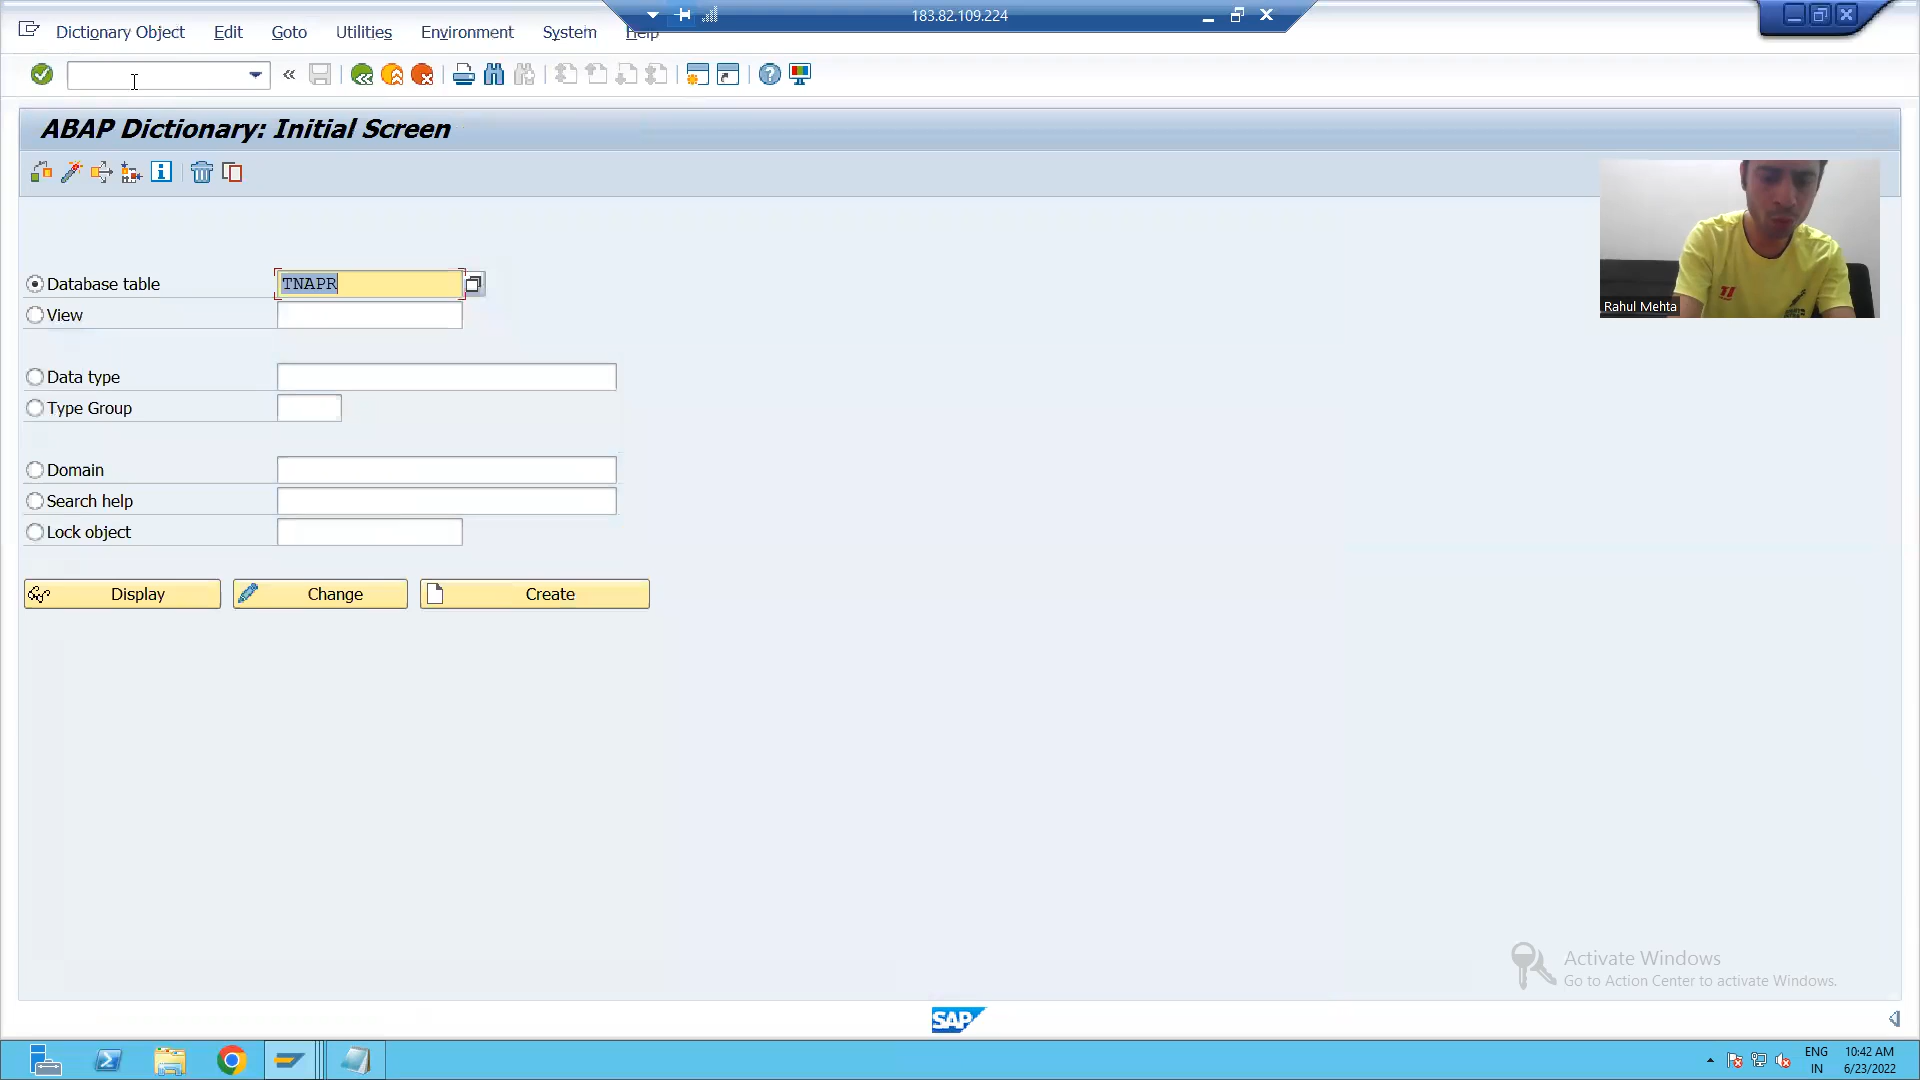 183.82.109.224
Dictionary Object Edit Goto Utilities Environment System Help
ABAP Dictionary: Initial Screen
Database table TNAPR
View
Data type
Type Group
Domain
Search help
Lock object
Display Change Create
Rahul Mehta
Activate Windows
Go to Action Center to activate Windows.
SAP
ENG 10:42 AM
IN 6/23/2022